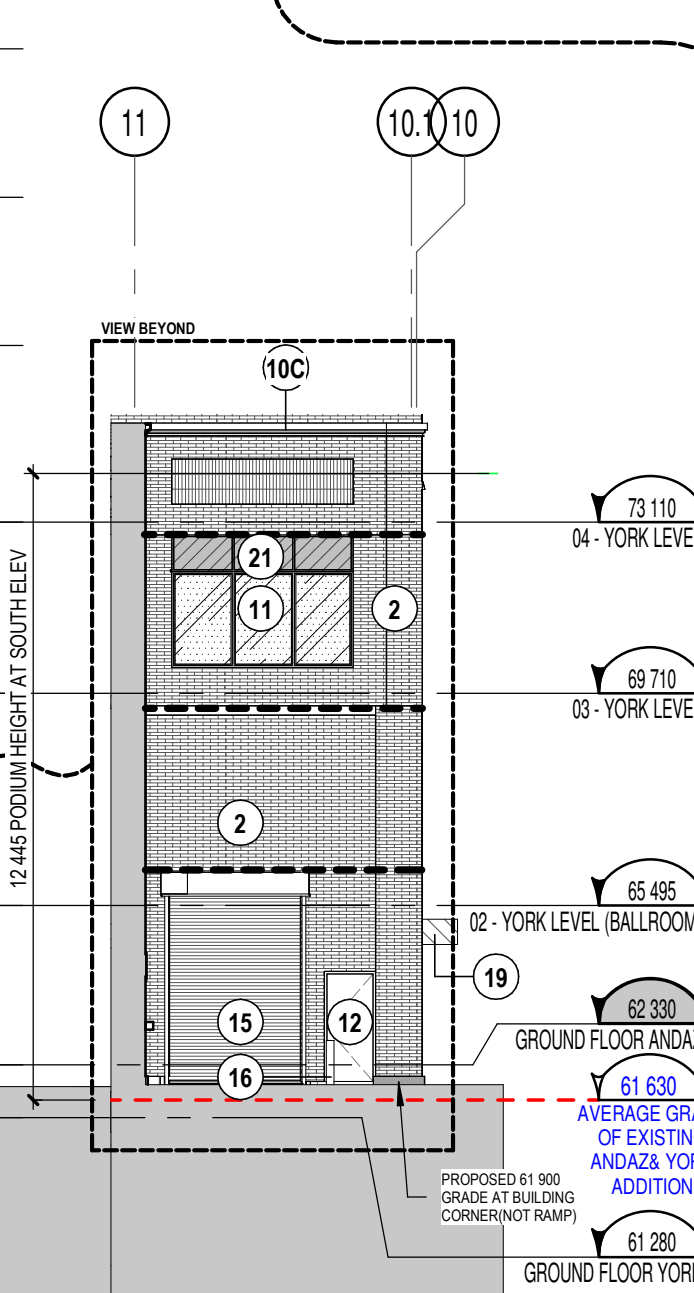 11
10.1
10
VIEW BEYOND
10C
73 110
04 - YORK LEVE
21
11
2
12 445 PODIUM HEIGHT AT SOUTH ELEV
69 710
03 - YORK LEVE
2
65 495
02 - YORK LEVEL (BALLROOM
19
15
12
62 330
GROUND FLOOR ANDAZ
16
61 630
AVERAGE GRA
OF EXISTIN
ANDAZ& YOR
ADDITION
PROPOSED 61 900
GRADE AT BUILDING
CORNER(NOT RAMP)
61 280
GROUND FLOOR YORK